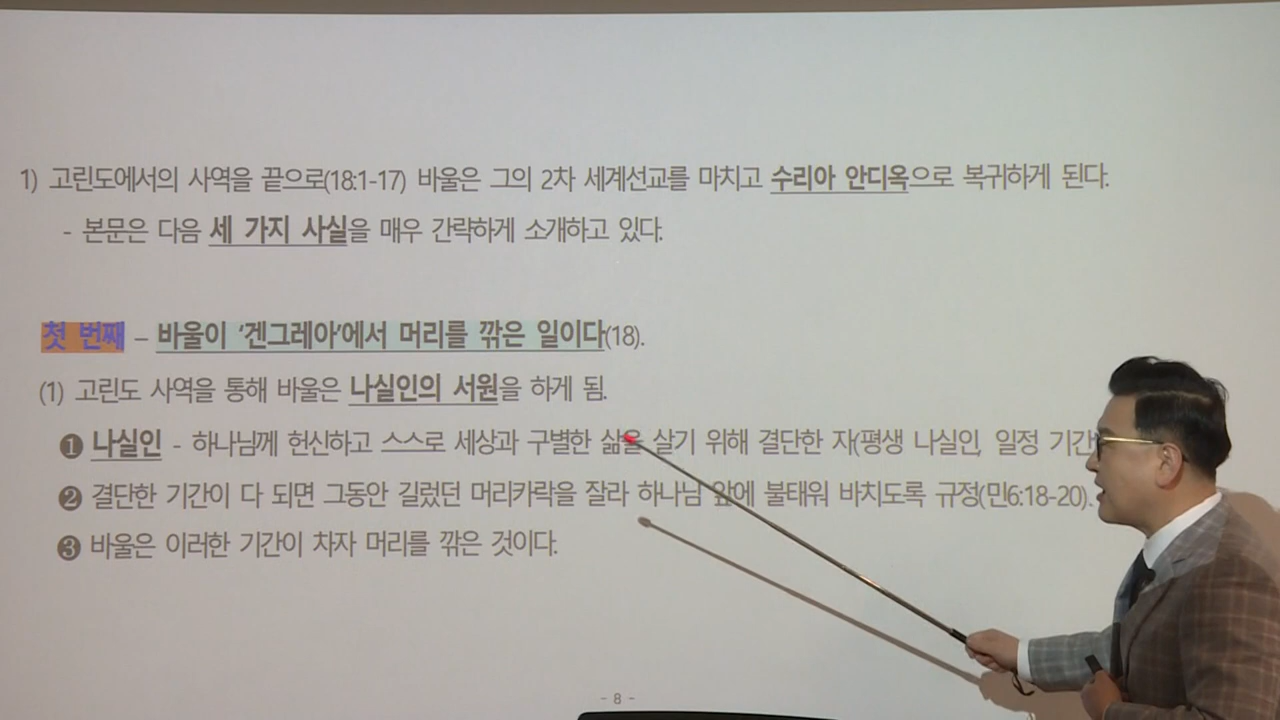 1) 고린도에서의 사역을 끝으로(18:1-17) 바울은 그의 2차 세계선교를 마치고 수리아 안디옥으로 복귀하게 된다.
- 본문은 다음 세 가지 사실을 매우 간략하게 소개하고 있다.
첫 번째 – 바울이 ‘겐그레아’에서 머리를 깎은 일이다(18).
(1) 고린도 사역을 통해 바울은 나실인의 서원을 하게 됨.
❶ 나실인 - 하나님께 헌신하고 스스로 세상과 구별한 삶을 살기 위해 결단한 자(평생 나실인, 일정 기간
❷ 결단한 기간이 다 되면 그동안 길렀던 머리카락을 잘라 하나님 앞에 불태워 바치도록 규정(민6:18-20).
❸ 바울은 이러한 기간이 차자 머리를 깎은 것이다.
- 8 -